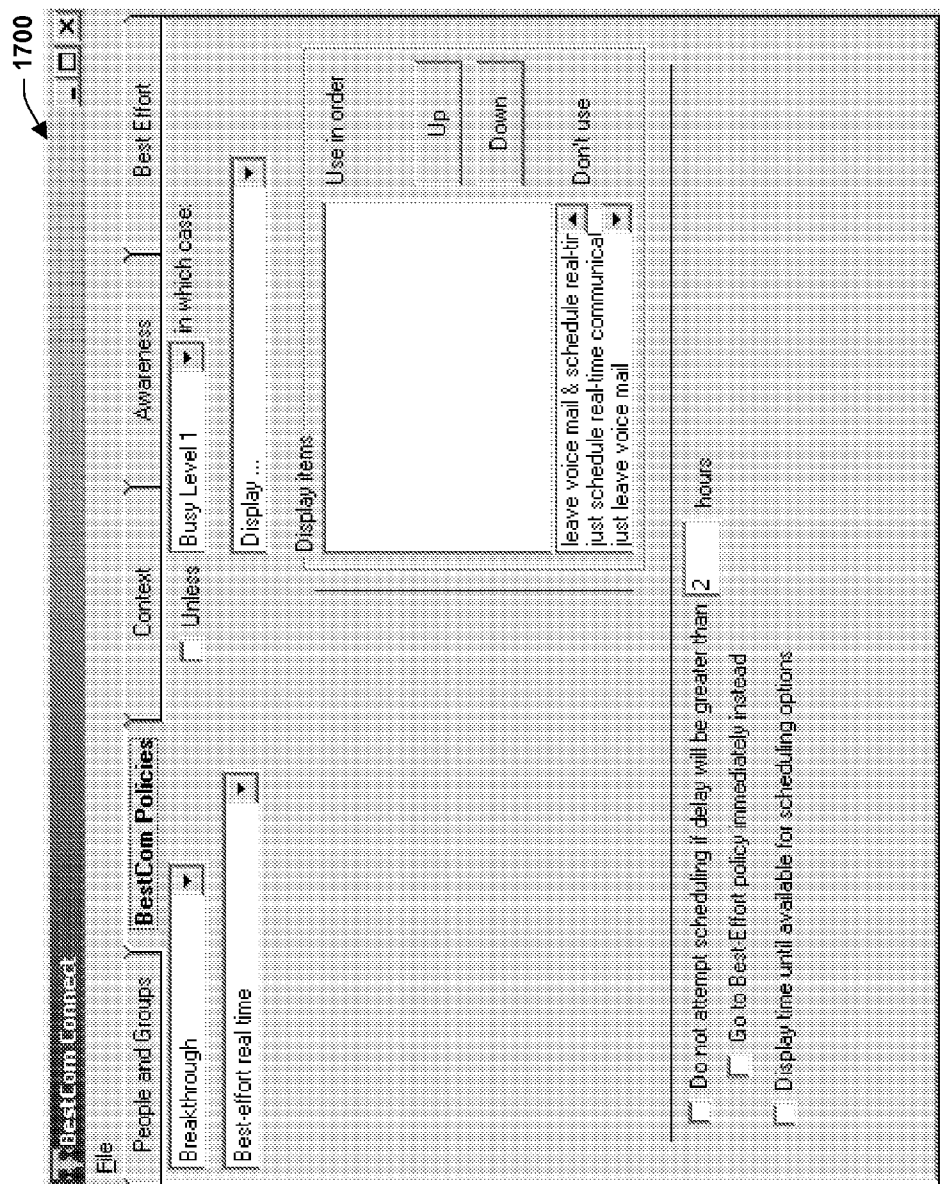 1700
BestCom Connect
File
People and Groups
BestCom Policies
Context
Awareness
Best Effort
Breakthrough
Unless
Busy Level 1
in which case:
Best-effort real time
Display ...
Display items
Use in order
Up
Down
leave voice mail & schedule real-tir
just schedule real-time communical
just leave voice mail
Don't use
Do not attempt scheduling if delay will be greater than 2 hours
Go to Best-Effort policy immediately instead
Display time until available for scheduling options